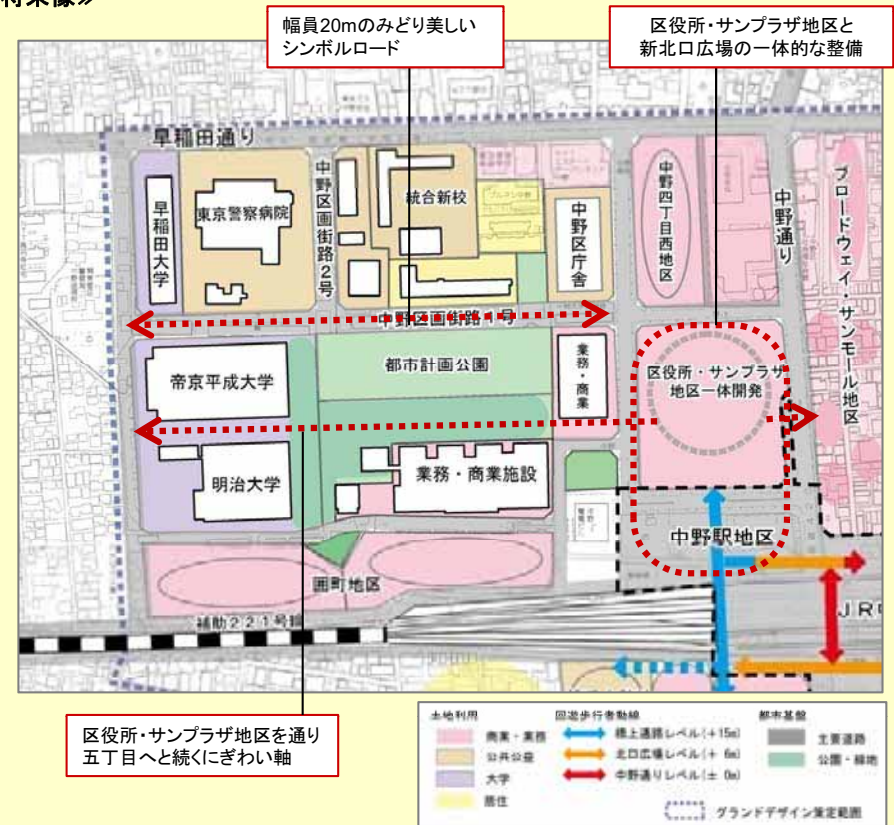 将来像≫
幅員20mのみどり美しい
シンボルロード
区役所・サンプラザ地区と
新北口広場の一体的な整備
早稲田通り
中野区画街路2号
統合新校
東京警察病院
早稲田大学
中野区庁舎
中野四丁目西地区
中野通り
ブロードウェイ・サンモール地区
中野区画街路1号
帝京平成大学
都市計画公園
業務・商業
区役所・サンプラザ
地区一体開発
明治大学
業務・商業施設
中野駅地区
囲町地区
補助221号線
JR
区役所・サンプラザ地区を通り
五丁目へと続くにぎわい軸
土地利用
商業・業務
公共公益
大学
居住
回遊歩行者動線
橋上通路レベル(+15m)
北口広場レベル(+ 6m)
中野通りレベル(± 0m)
都市基盤
主要道路
公園・緑地
グランドデザイン策定範囲